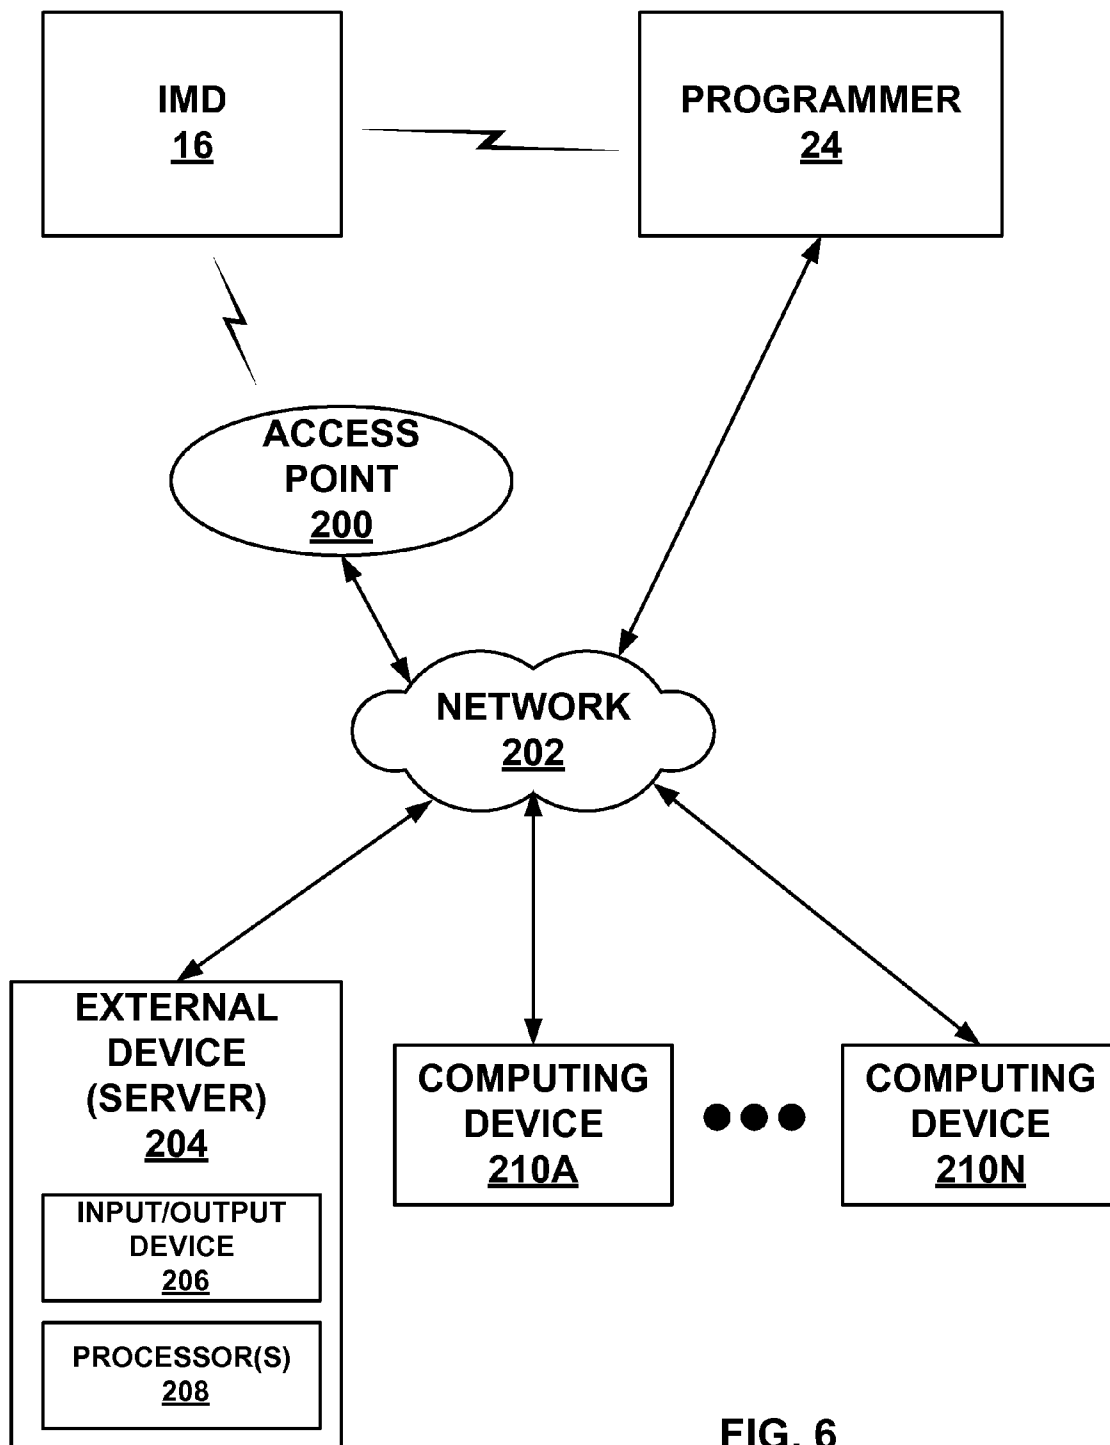 IMD
16
PROGRAMMER
24
ACCESS
POINT
200
NETWORK
202
EXTERNAL
DEVICE
(SERVER)
204
INPUT/OUTPUT
DEVICE
206
PROCESSOR(S)
208
COMPUTING
DEVICE
210A
COMPUTING
DEVICE
210N
FIG. 6